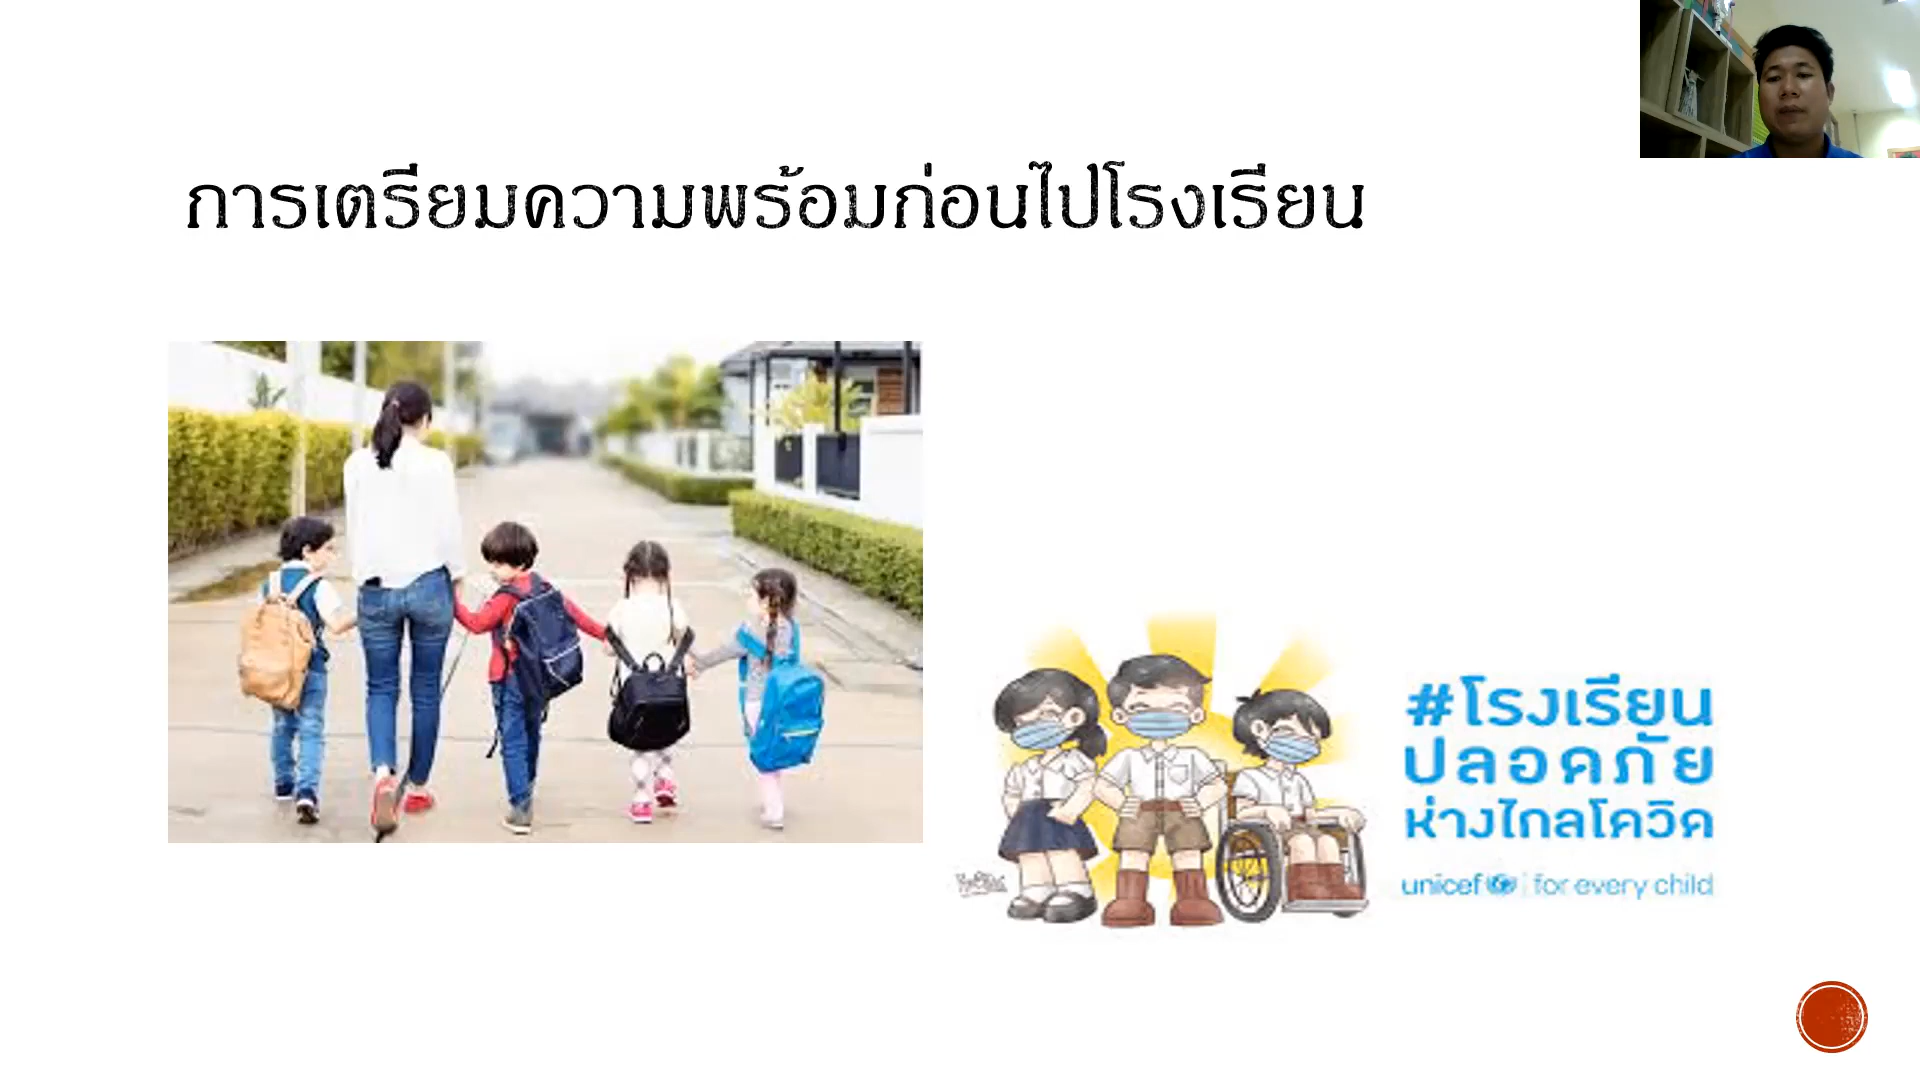 การเตรียมความพร้อมก่อนไปโรงเรียน
#โรงเรียน
ปลอดภัย
ห่างไกลโควิด
unicef for every child